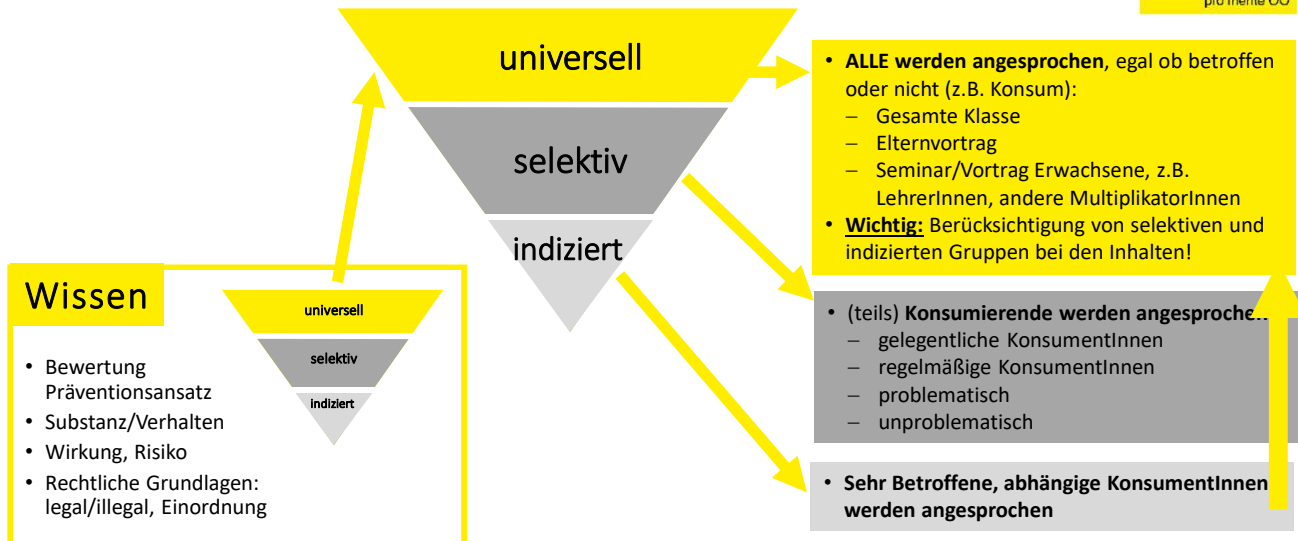 pro mente OÖ
universell
selektiv
indiziert
• ALLE werden angesprochen, egal ob betroffen
oder nicht (z.B. Konsum):
– Gesamte Klasse
– Elternvortrag
– Seminar/Vortrag Erwachsene, z.B.
LehrerInnen, andere MultiplikatorInnen
• Wichtig: Berücksichtigung von selektiven und
indizierten Gruppen bei den Inhalten!
Wissen
universell
selektiv
indiziert
• Bewertung
Präventionsansatz
• Substanz/Verhalten
• Wirkung, Risiko
• Rechtliche Grundlagen:
legal/illegal, Einordnung
• (teils) Konsumierende werden angesprochen
– gelegentliche KonsumentInnen
– regelmäßige KonsumentInnen
– problematisch
– unproblematisch
• Sehr Betroffene, abhängige KonsumentInnen
werden angesprochen